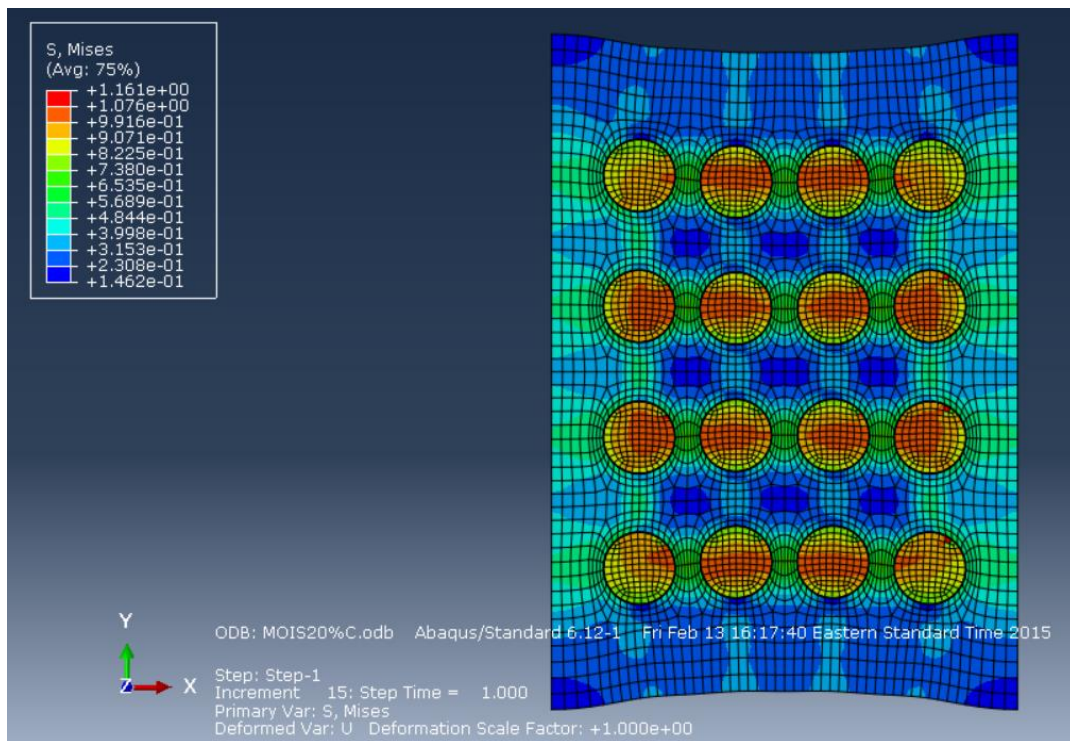 S, Mises
(Avg: 75%)
+1.161e+00
+1.076e+00
+9.916e-01
+9.071e-01
+8.225e-01
+7.380e-01
+6.535e-01
+5.689e-01
+4.844e-01
+3.998e-01
+3.153e-01
+2.308e-01
+1.462e-01
Y
Z X
ODB: MOIS20%C.odb Abaqus/Standard 6.12-1 Fri Feb 13 16:17:40 Eastern Standard Time 2015
Step: Step-1
Increment 15: Step Time = 1.000
Primary Var: S, Mises
Deformed Var: U Deformation Scale Factor: +1.000e+00